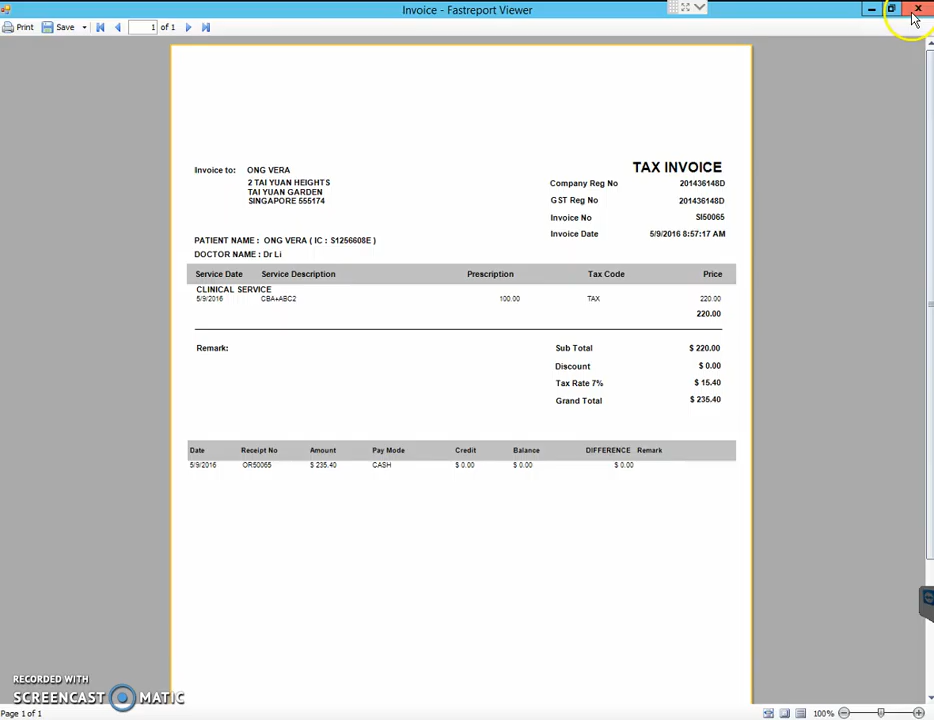 Invoice - Fastreport Viewer
Print Save 1 of 1
TAX INVOICE
Invoice to: ONG VERA
2 TAI YUAN HEIGHTS
TAI YUAN GARDEN
SINGAPORE 555174
Company Reg No 201436148D
GST Reg No 201436148D
Invoice No SI50065
Invoice Date 5/9/2016 8:57:17 AM
PATIENT NAME : ONG VERA ( IC : S1256608E )
DOCTOR NAME : Dr Li
Service Date Service Description Prescription Tax Code Price
CLINICAL SERVICE
5/9/2016 CBA+ABC2 100.00 TAX 220.00
220.00
Remark:
Sub Total $ 220.00
Discount $ 0.00
Tax Rate 7% $ 15.40
Grand Total $ 235.40
Date Receipt No Amount Pay Mode Credit Balance DIFFERENCE Remark
5/9/2016 OR50065 $ 235.40 CASH $ 0.00 $ 0.00 $ 0.00
RECORDED WITH
SCREENCAST MATIC
Page 1 of 1
100%